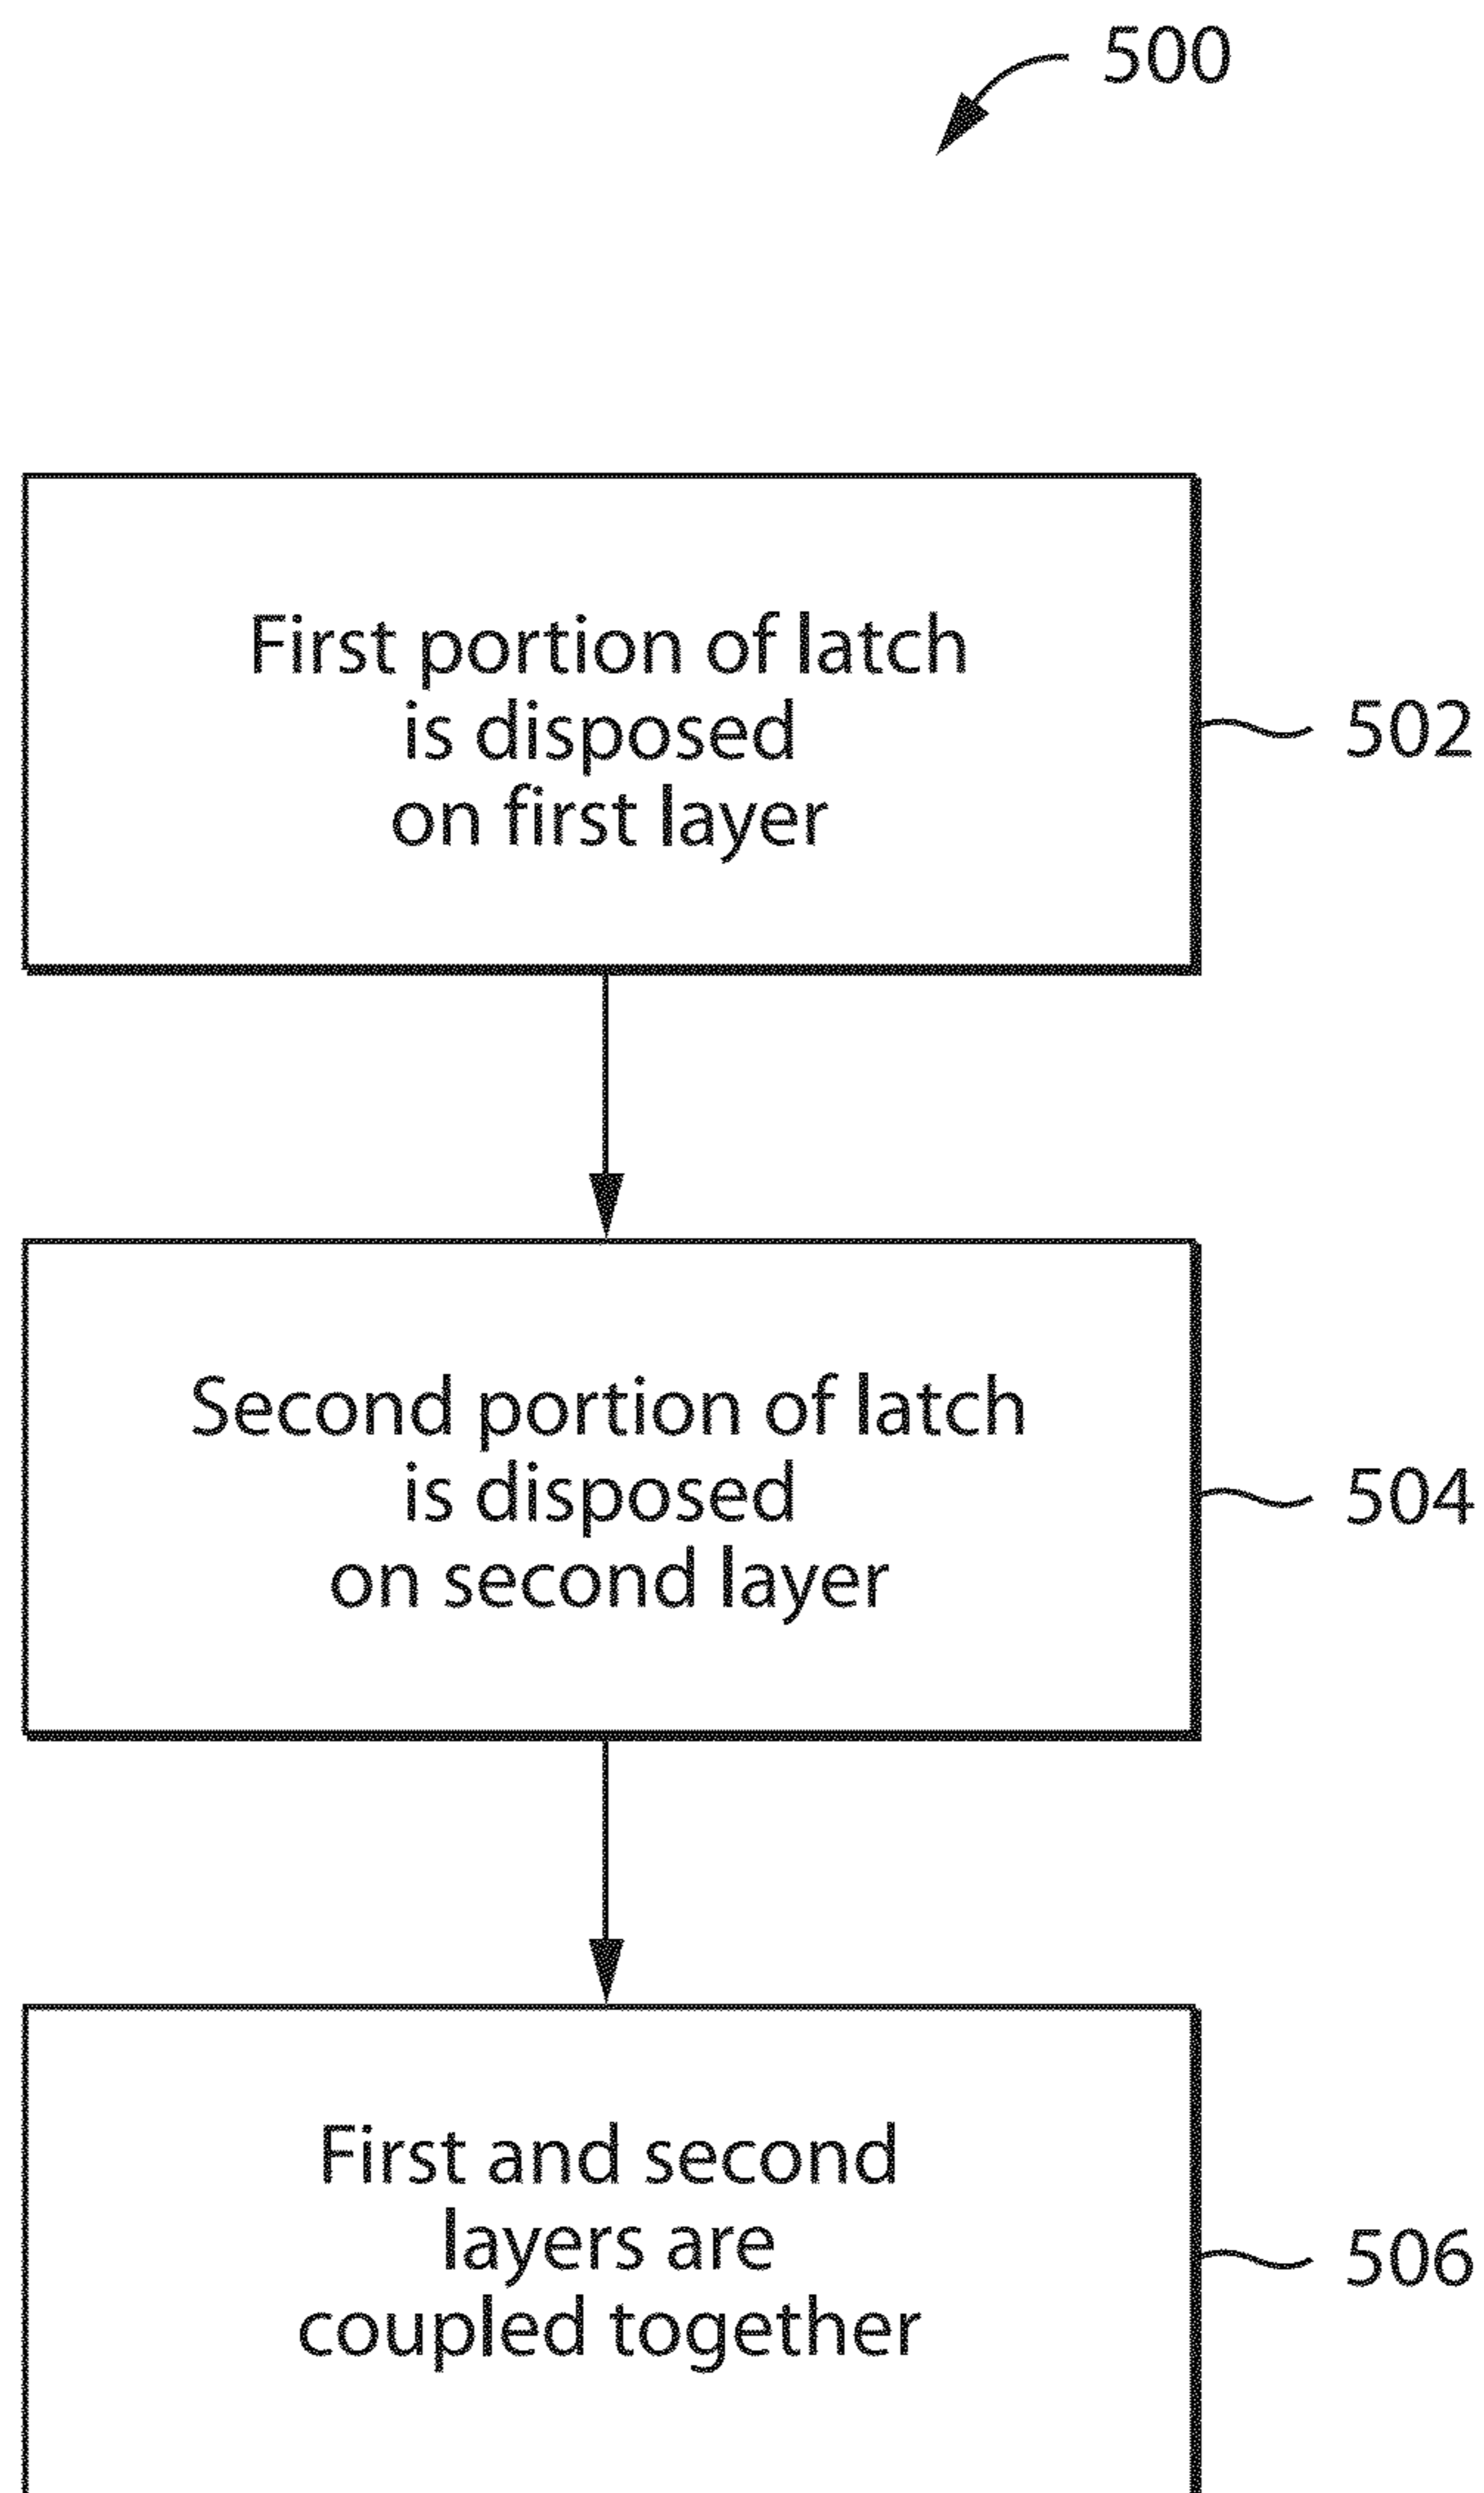 500
First portion of latch
is disposed
on first layer
502
Second portion of latch
is disposed
on second layer
504
First and second
layers are
coupled together
506